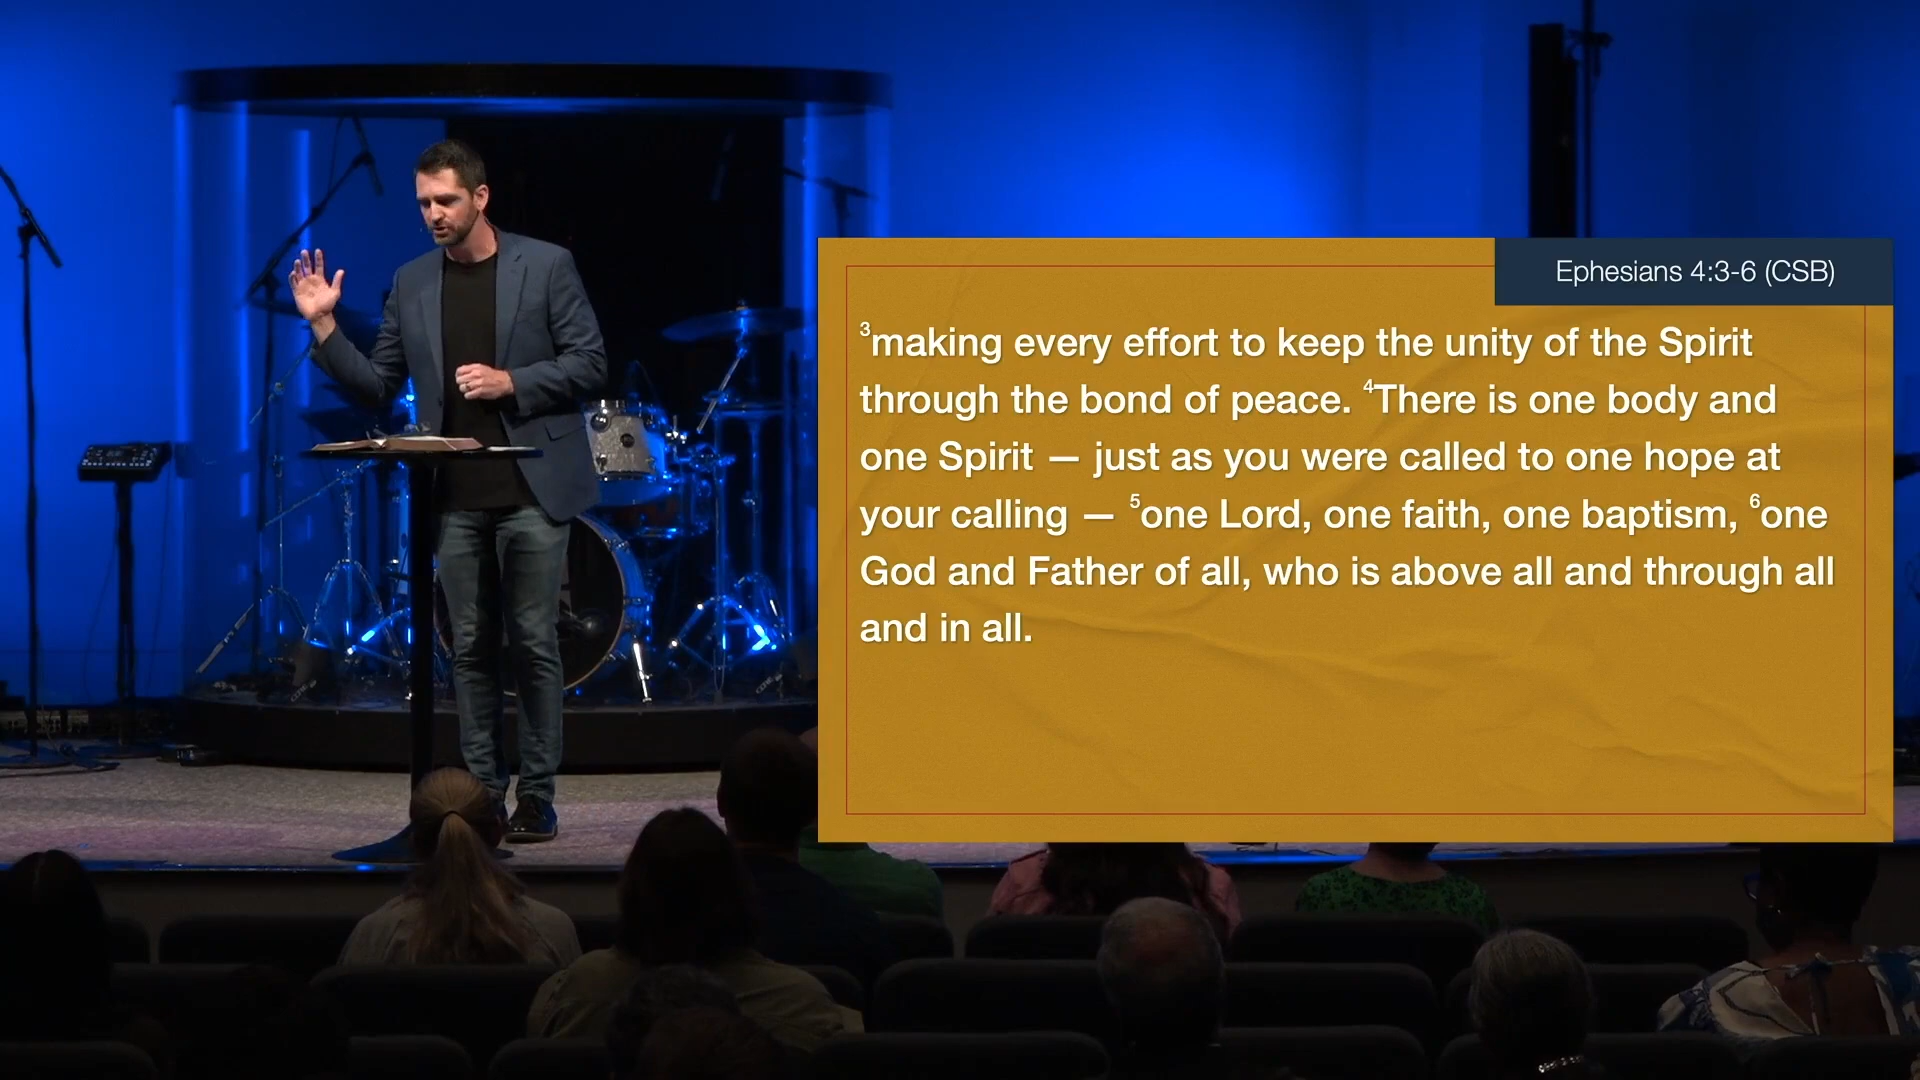 Ephesians 4:3-6 (CSB)
³making every effort to keep the unity of the Spirit
through the bond of peace. ⁴There is one body and
one Spirit — just as you were called to one hope at
your calling — ⁵one Lord, one faith, one baptism, ⁶one
God and Father of all, who is above all and through all
and in all.